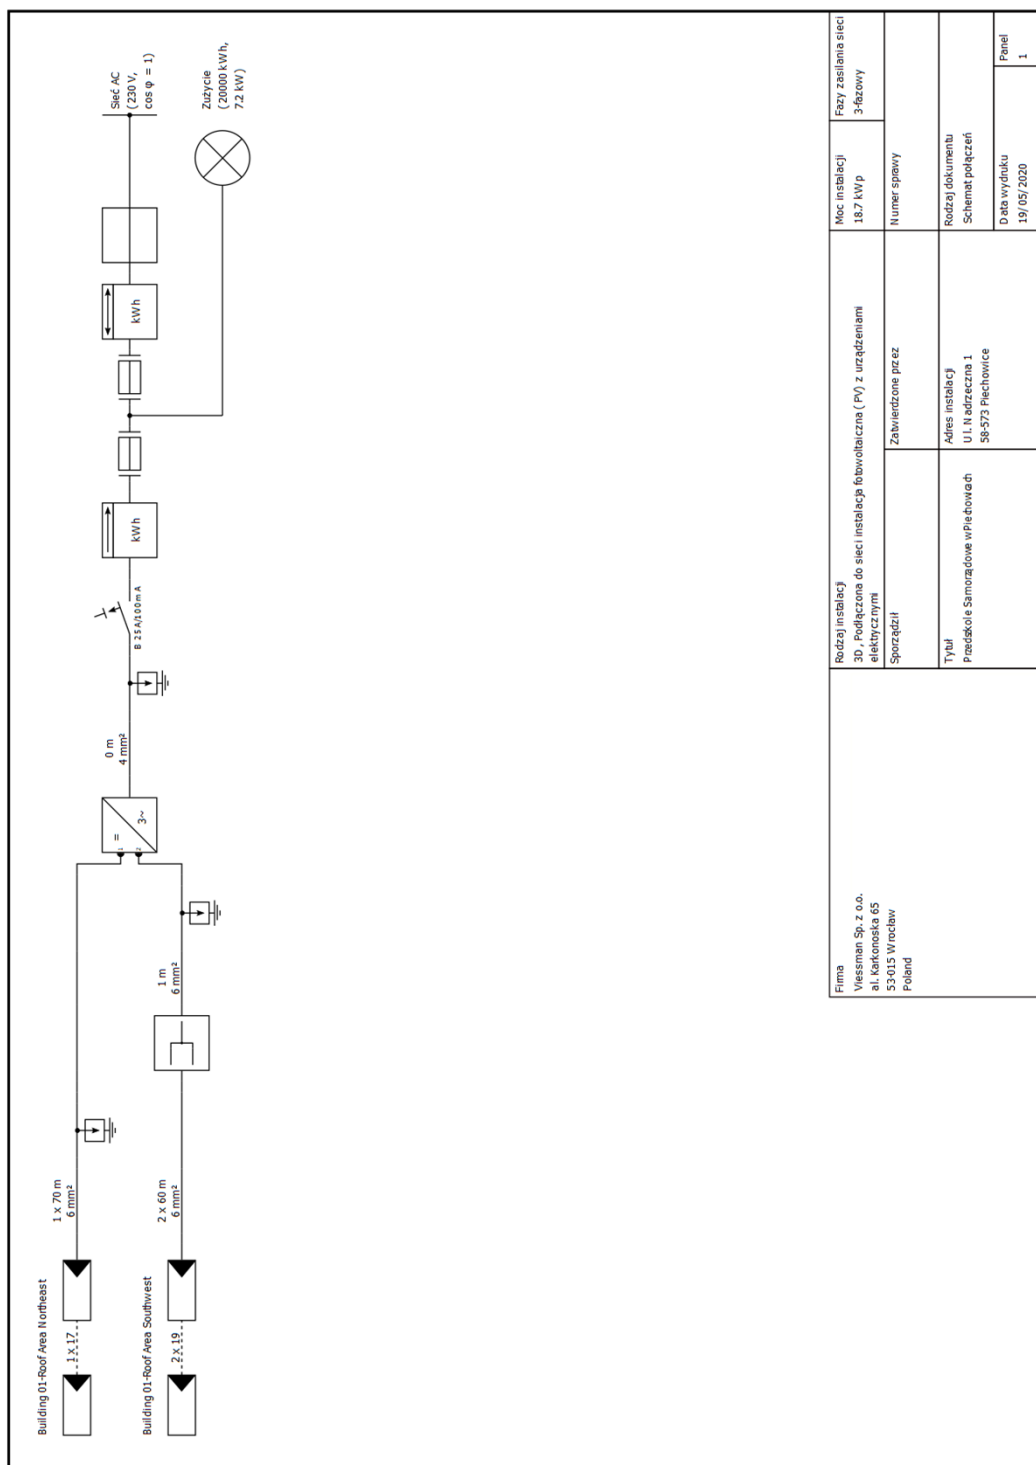 Building 01-Roof Area Northeast
1 X 17
1 x 70 m
6 mm²
Building 01-Roof Area Southwest
2 X 19
2 x 60 m
6 mm²
1 m
6 mm²
1
2
=
3~
0 m
4 mm²
B 25A/100mA
kWh
kWh
Sieć AC
(230 V,
cos φ = 1)
Zużycie
(20000 kWh,
7.2 kW)
Firma
Viessman Sp. z o.o.
al. Karkonoska 65
53-015 Wrocław
Poland
Rodzaj instalacji
3D, Podłączona do sieci instalacja fotowoltaiczna (PV) z urządzeniami
elektrycznymi
Moc instalacji
18.7 kWp
Fazy zasilania sieci
3-fazowy
Sporządził
Zatwierdzone przez
Numer sprawy
Tytuł
Przedszkole Samorządowe w Piechowicach
Adres instalacji
Ul. Nadrzeczna 1
58-573 Piechowice
Rodzaj dokumentu
Schemat połączeń
Data wydruku
19/05/2020
Panel
1